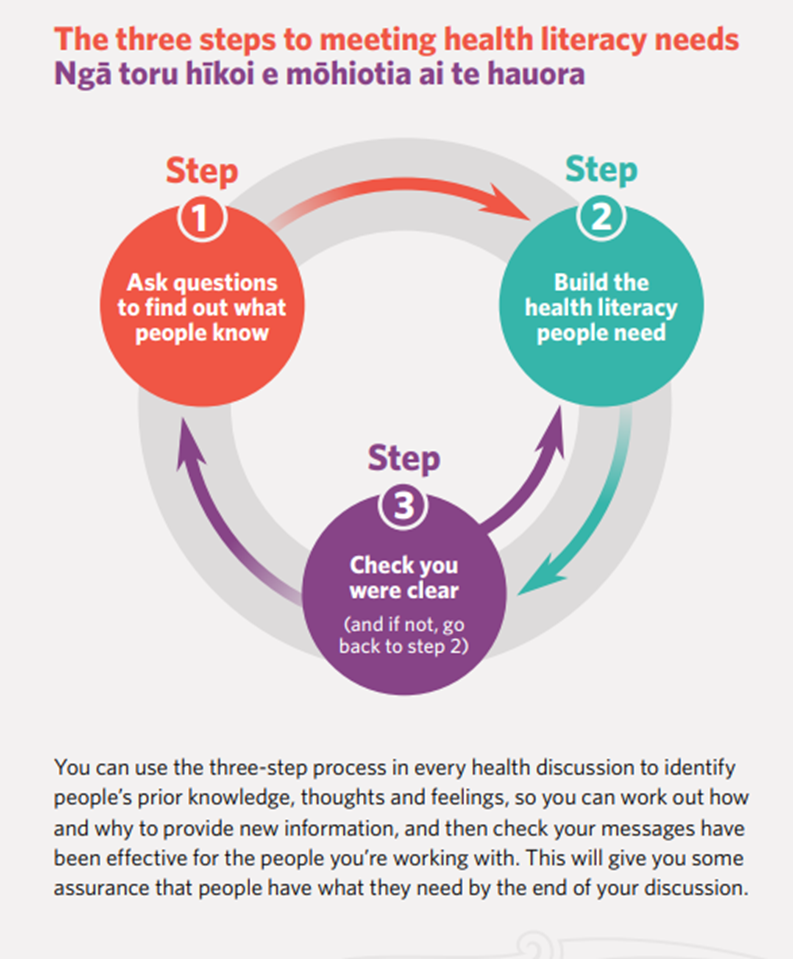 The three steps to meeting health literacy needs
Ngā toru hīkoi e mōhiotia ai te hauora
Step
1
Ask questions
to find out what
people know
Step
2
Build the
health literacy
people need
Step
3
Check you
were clear
(and if not, go
back to step 2)
You can use the three-step process in every health discussion to identify
people’s prior knowledge, thoughts and feelings, so you can work out how
and why to provide new information, and then check your messages have
been effective for the people you’re working with. This will give you some
assurance that people have what they need by the end of your discussion.